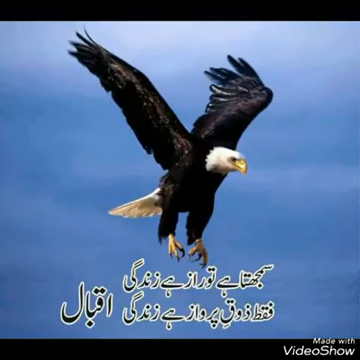 سمجھتا ہے تو راز ہے زندگی
فقط ذوقِ پرواز ہے زندگی
اقبال
Made with
VideoShow